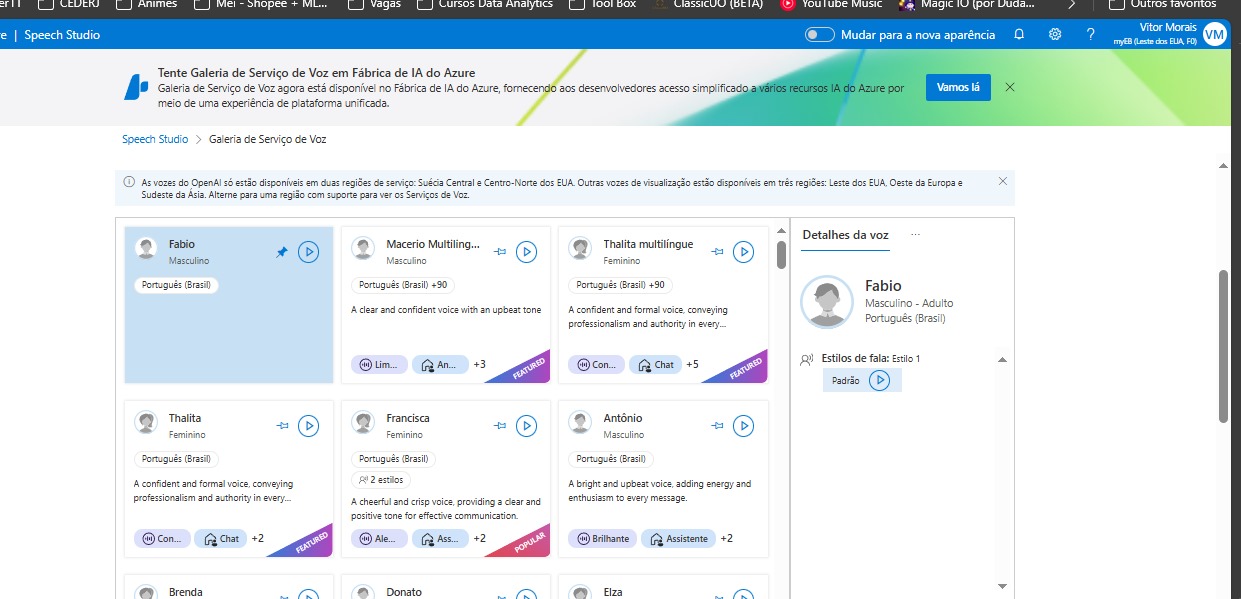 CEDERJ
Animes
Mei - Shopee + ML...
Vagas
Cursos Data Analytics
Tool Box
ClassicUO (BETA)
YouTube Music
Magic IO (por Duda...
Outros favoritos
| Speech Studio
Mudar para a nova aparência
?
Vitor Morais
myEB (Leste dos EUA, F0)
VM
Tente Galeria de Serviço de Voz em Fábrica de IA do Azure
Galeria de Serviço de Voz agora está disponível no Fábrica de IA do Azure, fornecendo aos desenvolvedores acesso simplificado a vários recursos IA do Azure por
meio de uma experiência de plataforma unificada.
Vamos lá
Speech Studio > Galeria de Serviço de Voz
As vozes do OpenAI só estão disponíveis em duas regiões de serviço: Suécia Central e Centro-Norte dos EUA. Outras vozes de visualização estão disponíveis em três regiões: Leste dos EUA, Oeste da Europa e
Sudeste da Ásia. Alterne para uma região com suporte para ver os Serviços de Voz.
Fabio
Masculino
Português (Brasil)
Macerio Multiling...
Masculino
Português (Brasil) +90
A clear and confident voice with an upbeat tone
Lim...
An...
+3
FEATURED
Thalita multilíngue
Feminino
Português (Brasil) +90
A confident and formal voice, conveying
professionalism and authority in every...
Con...
Chat
+5
FEATURED
Thalita
Feminino
Português (Brasil)
A confident and formal voice, conveying
professionalism and authority in every...
Con...
Chat
+2
FEATURED
Francisca
Feminino
Português (Brasil)
2 estilos
A cheerful and crisp voice, providing a clear and
positive tone for effective communication.
Ale...
Ass...
+2
POPULAR
Antônio
Masculino
Português (Brasil)
A bright and upbeat voice, adding energy and
enthusiasm to every message.
Brilhante
Assistente
+2
Brenda
Donato
Elza
Detalhes da voz
...
Fabio
Masculino - Adulto
Português (Brasil)
Estilos de fala: Estilo 1
Padrão